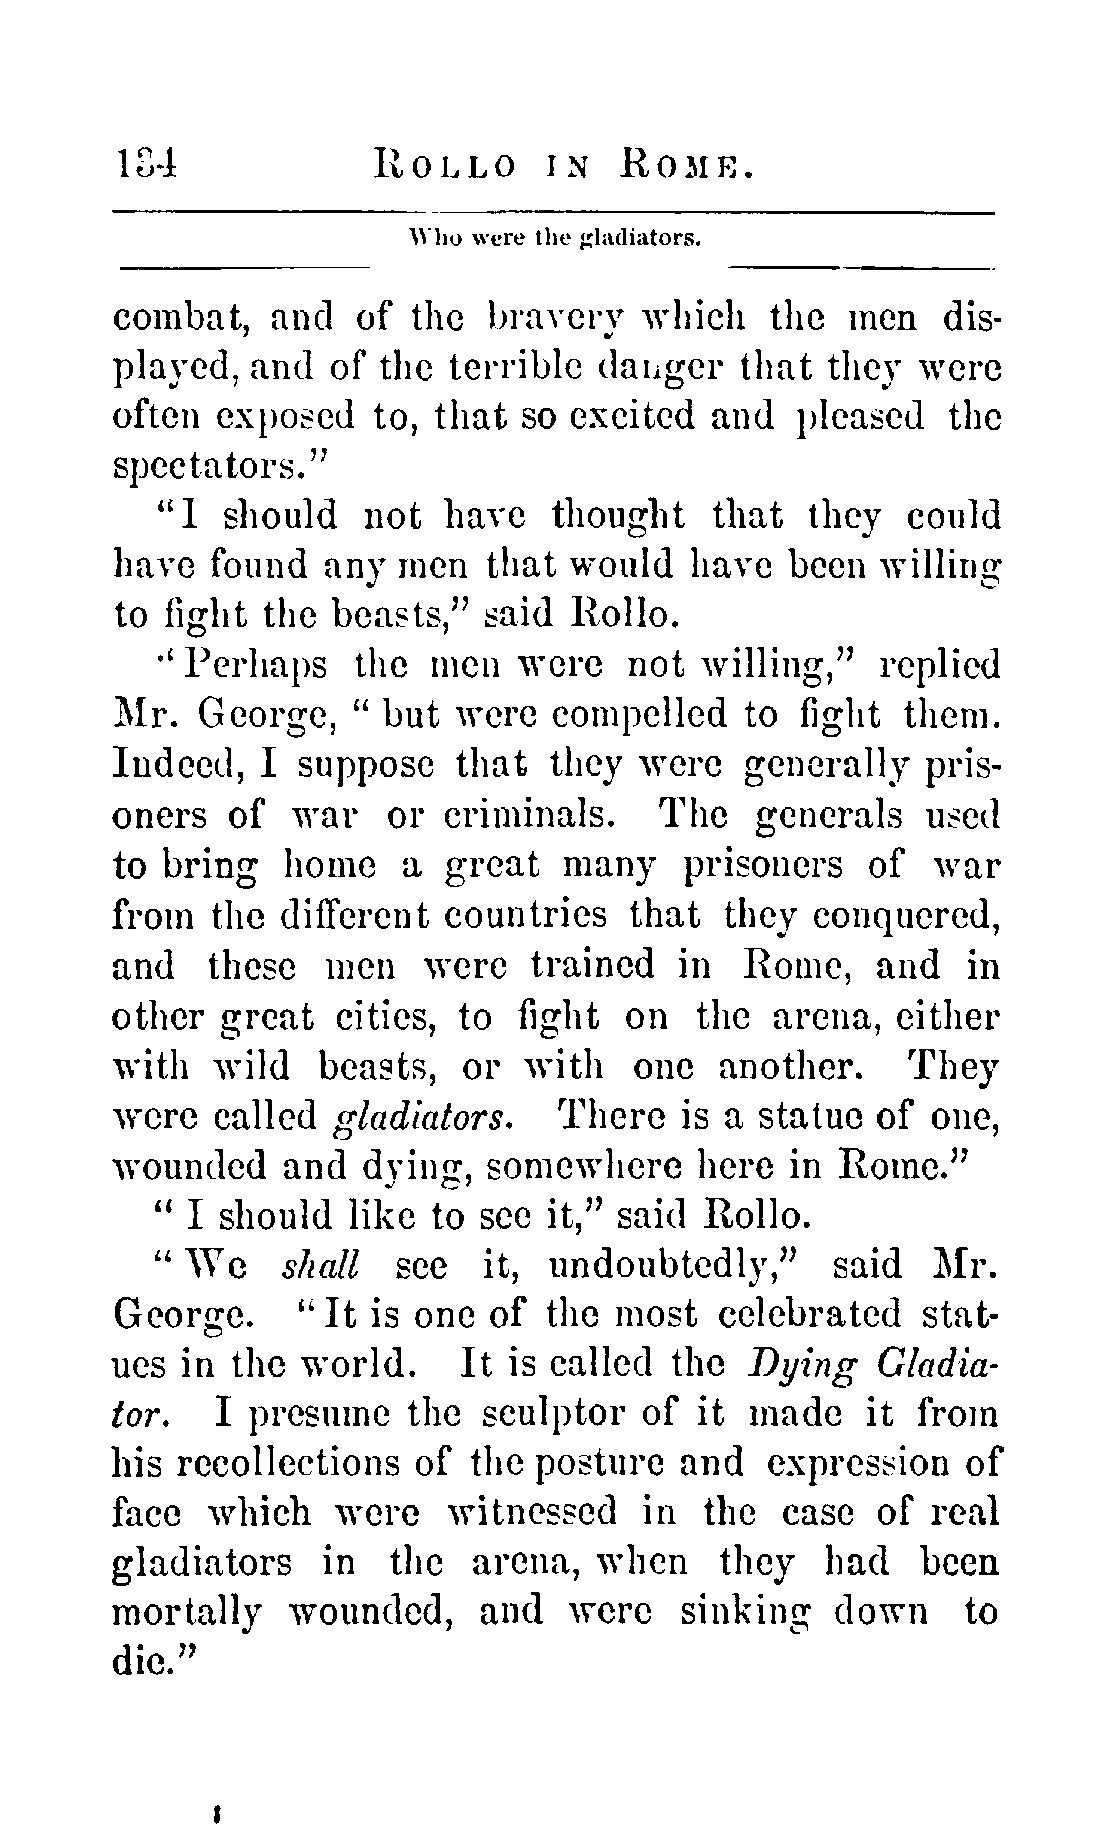 134 Rollo in Rome.
Who were the gladiators.
combat, and of the bravery which the men dis-
played, and of the terrible danger that they were
often exposed to, that so excited and pleased the
spectators.”
“I should not have thought that they could
have found any men that would have been willing
to fight the beasts,” said Rollo.
“Perhaps the men were not willing,” replied
Mr. George, “but were compelled to fight them.
Indeed, I suppose that they were generally pris-
oners of war or criminals. The generals used
to bring home a great many prisoners of war
from the different countries that they conquered,
and these men were trained in Rome, and in
other great cities, to fight on the arena, either
with wild beasts, or with one another. They
were called gladiators. There is a statue of one,
wounded and dying, somewhere here in Rome.”
“I should like to see it,” said Rollo.
“We shall see it, undoubtedly,” said Mr.
George. “It is one of the most celebrated stat-
ues in the world. It is called the Dying Gladia-
tor. I presume the sculptor of it made it from
his recollections of the posture and expression of
face which were witnessed in the case of real
gladiators in the arena, when they had been
mortally wounded, and were sinking down to
die.”